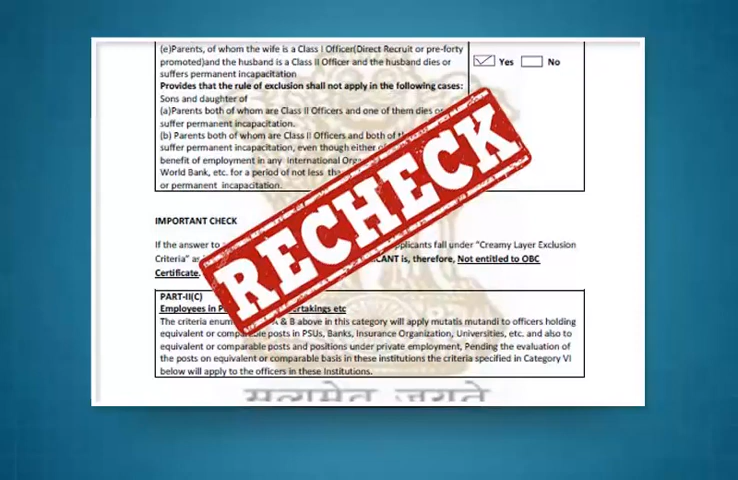 (e)Parents, of whom the wife is a Class I Officer(Direct Recruit or pre-forty
promoted)and the husband is a Class II Officer and the husband dies or
suffers permanent incapacitation
Yes No
Provides that the rule of exclusion shall not apply in the following cases:
Sons and daughter of
(a)Parents both of whom are Class II Officers and one of them dies or
suffer permanent incapacitation.
(b) Parents both of whom are Class II Officers and both of
suffer permanent incapacitation, even though either
benefit of employment in any International
World Bank, etc. for a period of not less
or permanent incapacitation.
RECHECK
IMPORTANT CHECK
If the answer to applicants fall under "Creamy Layer Exclusion
Criteria" is, therefore, Not entitled to OBC
Certificate.
PART-II(C)
Employees in etc
The criteria A & B above in this category will apply mutatis mutandi to officers holding
equivalent or comparable posts in PSUs, Banks, Insurance Organization, Universities, etc. and also to
equivalent or comparable posts and positions under private employment, Pending the evaluation of
the posts on equivalent or comparable basis in these institutions the criteria specified in Category VI
below will apply to the officers in these Institutions.
सत्यमेव जयते